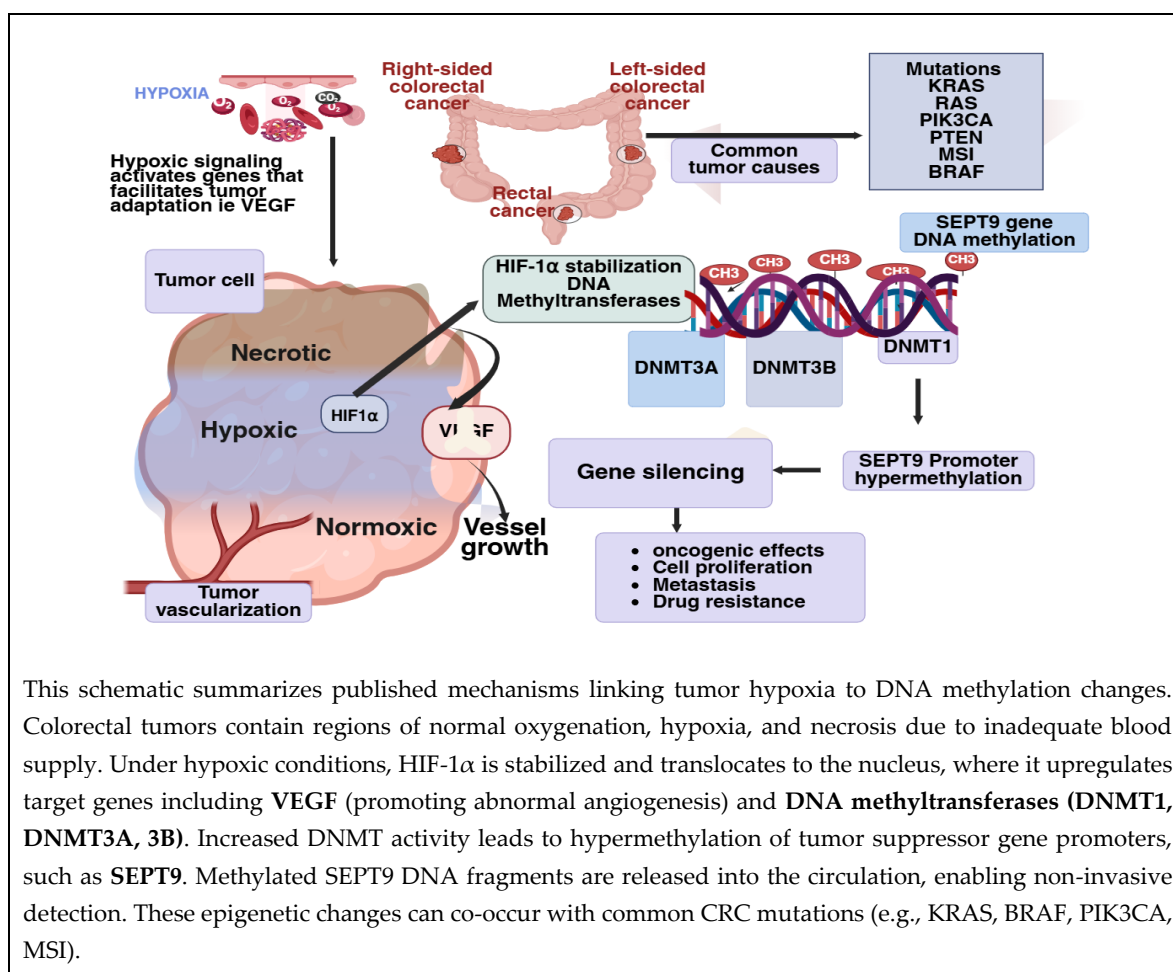 HYPOXIA
O2
O2
CO2
O2
Hypoxic signaling
activates genes that
facilitates tumor
adaptation ie VEGF
Right-sided
colorectal
cancer
Left-sided
colorectal
cancer
Rectal
cancer
Common
tumor causes
Mutations
KRAS
RAS
PIK3CA
PTEN
MSI
BRAF
SEPT9 gene
DNA methylation
Tumor cell
HIF-1α stabilization
DNA
Methyltransferases
CH3
CH3
CH3
CH3
CH3
DNMT3A
DNMT3B
DNMT1
Necrotic
Hypoxic
HIF1α
VEGF
Normoxic
Vessel
growth
Tumor
vascularization
SEPT9 Promoter
hypermethylation
Gene silencing
• oncogenic effects
• Cell proliferation
• Metastasis
• Drug resistance
This schematic summarizes published mechanisms linking tumor hypoxia to DNA methylation changes.
Colorectal tumors contain regions of normal oxygenation, hypoxia, and necrosis due to inadequate blood
supply. Under hypoxic conditions, HIF-1α is stabilized and translocates to the nucleus, where it upregulates
target genes including VEGF (promoting abnormal angiogenesis) and DNA methyltransferases (DNMT1,
DNMT3A, 3B). Increased DNMT activity leads to hypermethylation of tumor suppressor gene promoters,
such as SEPT9. Methylated SEPT9 DNA fragments are released into the circulation, enabling non-invasive
detection. These epigenetic changes can co-occur with common CRC mutations (e.g., KRAS, BRAF, PIK3CA,
MSI).